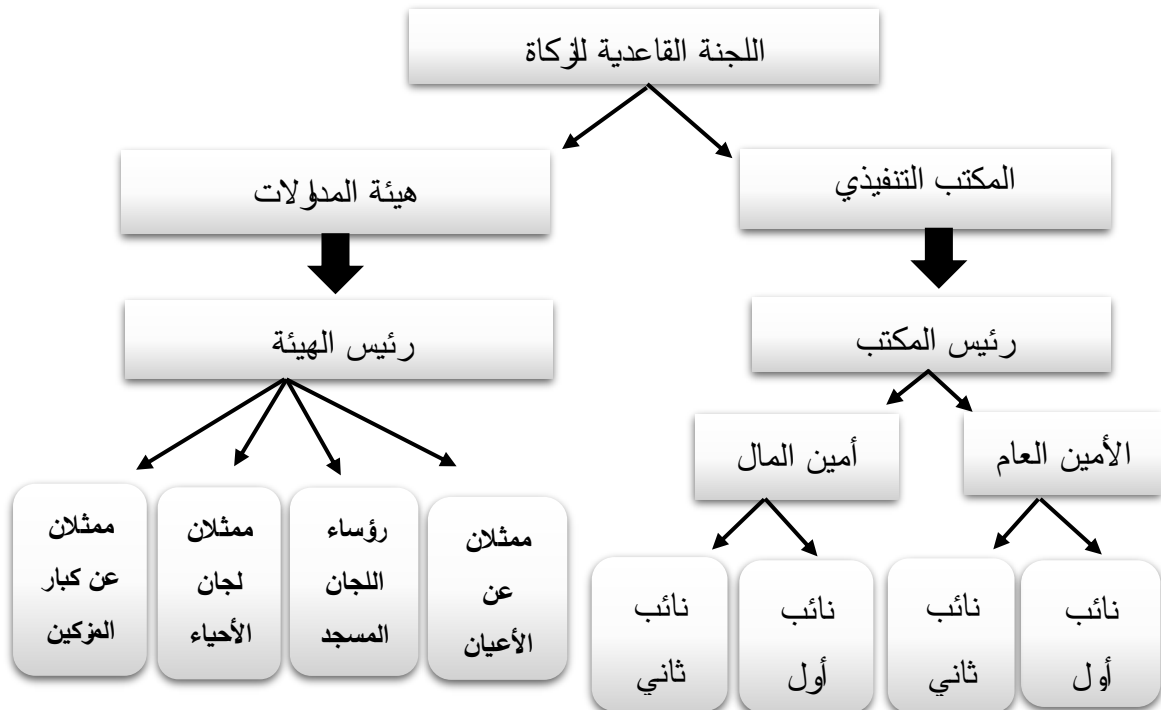 اللجنة القاعدية للزكاة
المكتب التنفيذي
هيئة المداولات
رئيس المكتب
رئيس الهيئة
الأمين العام
أمين المال
نائب
أول
نائب
ثاني
نائب
أول
نائب
ثاني
ممثلان
عن
الأعيان
رؤساء
اللجان
المسجد
ممثلان
لجان
الأحياء
ممثلان
عن كبار
المزكين